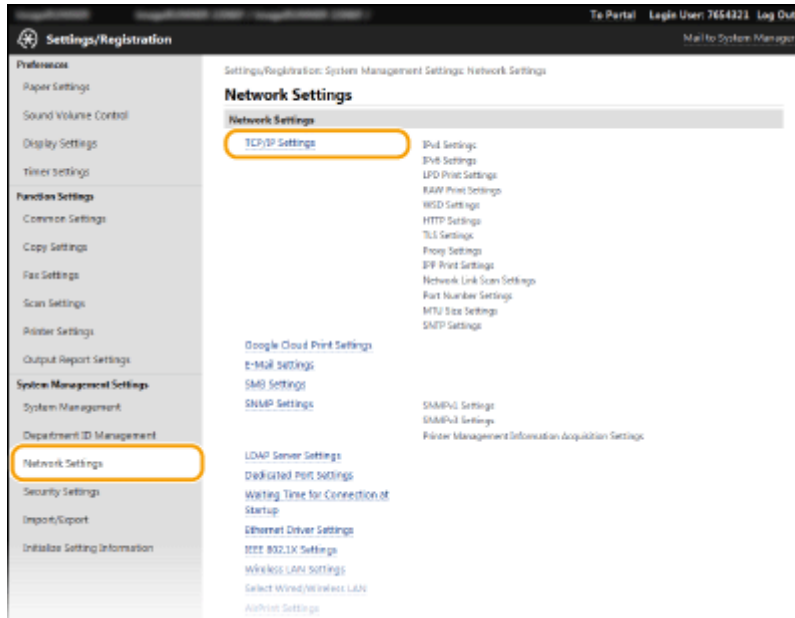 To Portal Login User: 7654321 Log Out
Settings/Registration
Mail to System Manager
Preferences
Paper Settings
Sound Volume Control
Display Settings
Timer Settings
Function Settings
Common Settings
Copy Settings
Fax Settings
Scan Settings
Printer Settings
Output Report Settings
System Management Settings
System Management
Department ID Management
Network Settings
Security Settings
Import/Export
Initialize Setting Information
Settings/Registration: System Management Settings: Network Settings
Network Settings
Network Settings
TCP/IP Settings
IPv4 Settings
IPv6 Settings
LPD Print Settings
RAW Print Settings
WSD Settings
HTTP Settings
TLS Settings
Proxy Settings
IPP Print Settings
Network Link Scan Settings
Port Number Settings
MTU Size Settings
SNTP Settings
Google Cloud Print Settings
E-Mail Settings
SMB Settings
SNMP Settings
SNMPv1 Settings
SNMPv3 Settings
Printer Management Information Acquisition Settings
LDAP Server Settings
Dedicated Port Settings
Waiting Time for Connection at
Startup
Ethernet Driver Settings
IEEE 802.1X Settings
Wireless LAN Settings
Select Wired/Wireless LAN
AirPrint Settings